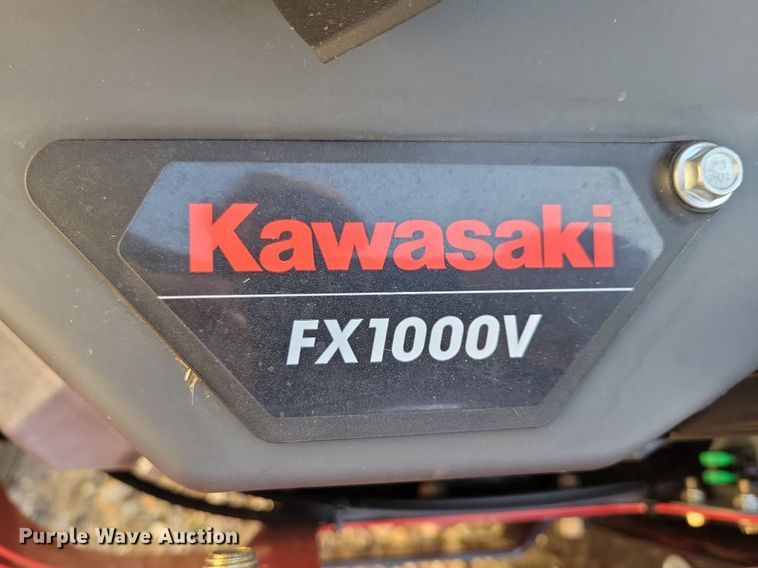 Kawasaki
FX1000V
Purple Wave Auction